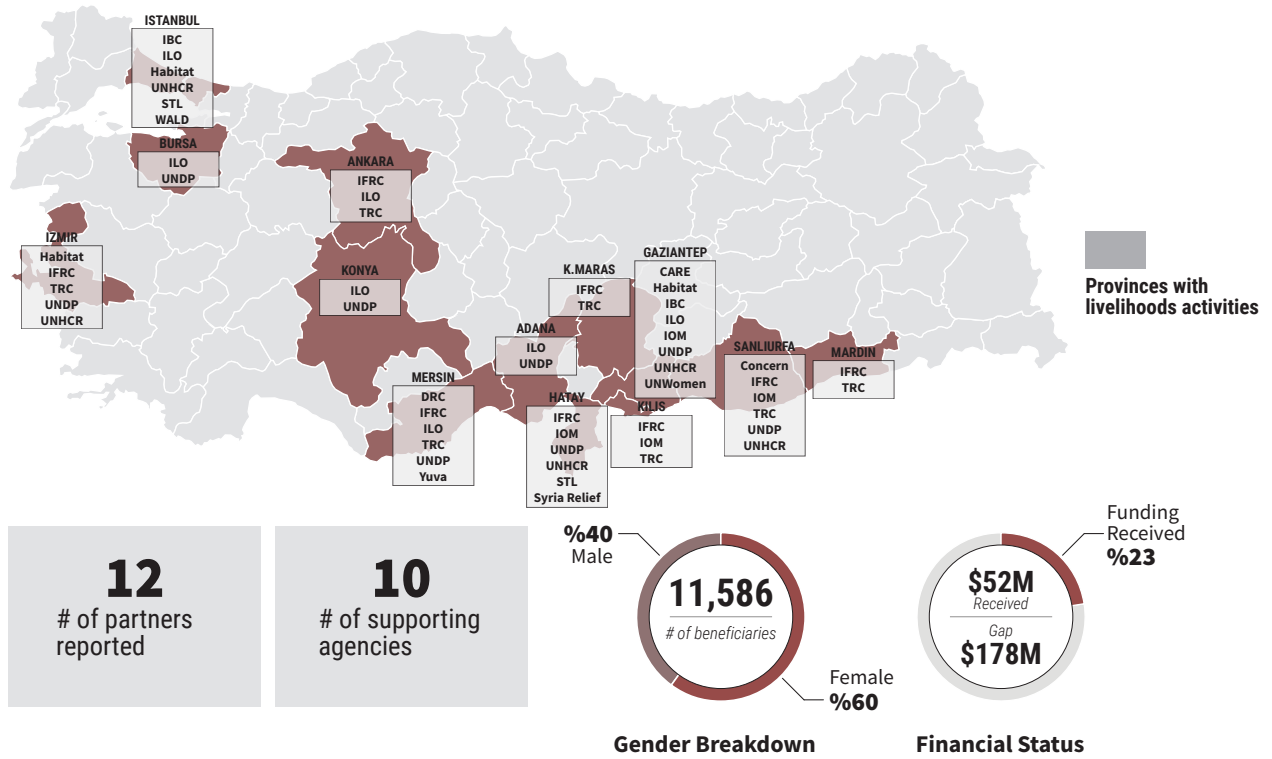 ISTANBUL
IBC
ILO
Habitat
UNHCR
STL
WALD
BURSA
ILO
UNDP
ANKARA
IFRC
ILO
TRC
IZMIR
Habitat
IFRC
TRC
UNDP
UNHCR
KONYA
ILO
UNDP
K.MARAS
IFRC
TRC
GAZIANTEP
CARE
Habitat
IBC
ILO
IOM
UNDP
UNHCR
UNWomen
Provinces with
livelihoods activities
ADANA
ILO
UNDP
SANLIURFA
Concern
IFRC
IOM
TRC
UNDP
UNHCR
MARDIN
IFRC
TRC
MERSIN
DRC
IFRC
ILO
TRC
UNDP
Yuva
HATAY
IFRC
IOM
UNDP
UNHCR
STL
Syria Relief
KILIS
IFRC
IOM
TRC
12
# of partners
reported
10
# of supporting
agencies
%40
Male
11,586
# of beneficiaries
Female
%60
Gender Breakdown
Funding
Received
%23
$52M
Received
Gap
$178M
Financial Status